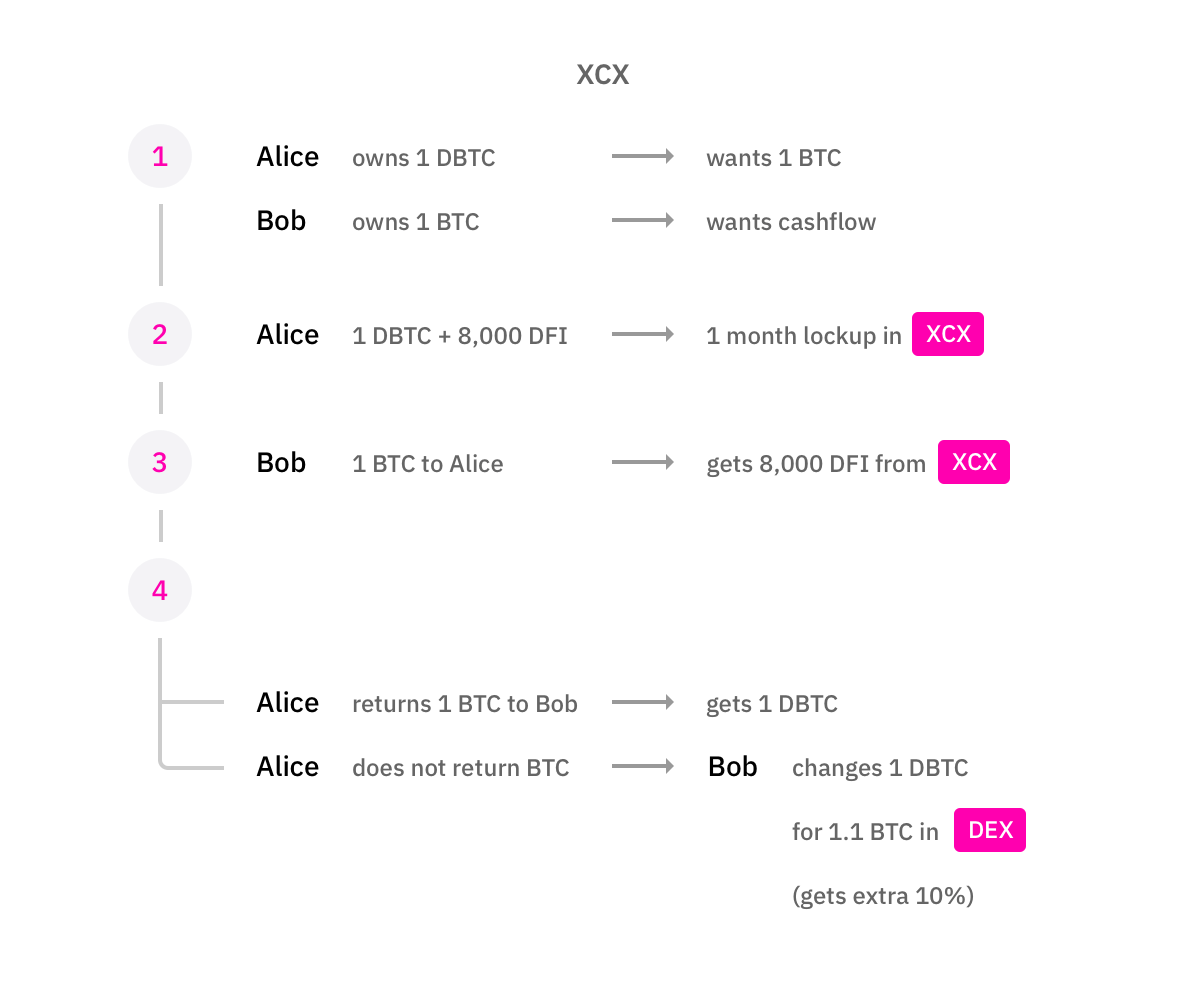 XCX
1 Alice owns 1 DBTC wants 1 BTC
Bob owns 1 BTC wants cashflow
2 Alice 1 DBTC + 8,000 DFI 1 month lockup in XCX
3 Bob 1 BTC to Alice gets 8,000 DFI from XCX
4
Alice returns 1 BTC to Bob gets 1 DBTC
Alice does not return BTC Bob changes 1 DBTC
for 1.1 BTC in DEX
(gets extra 10%)